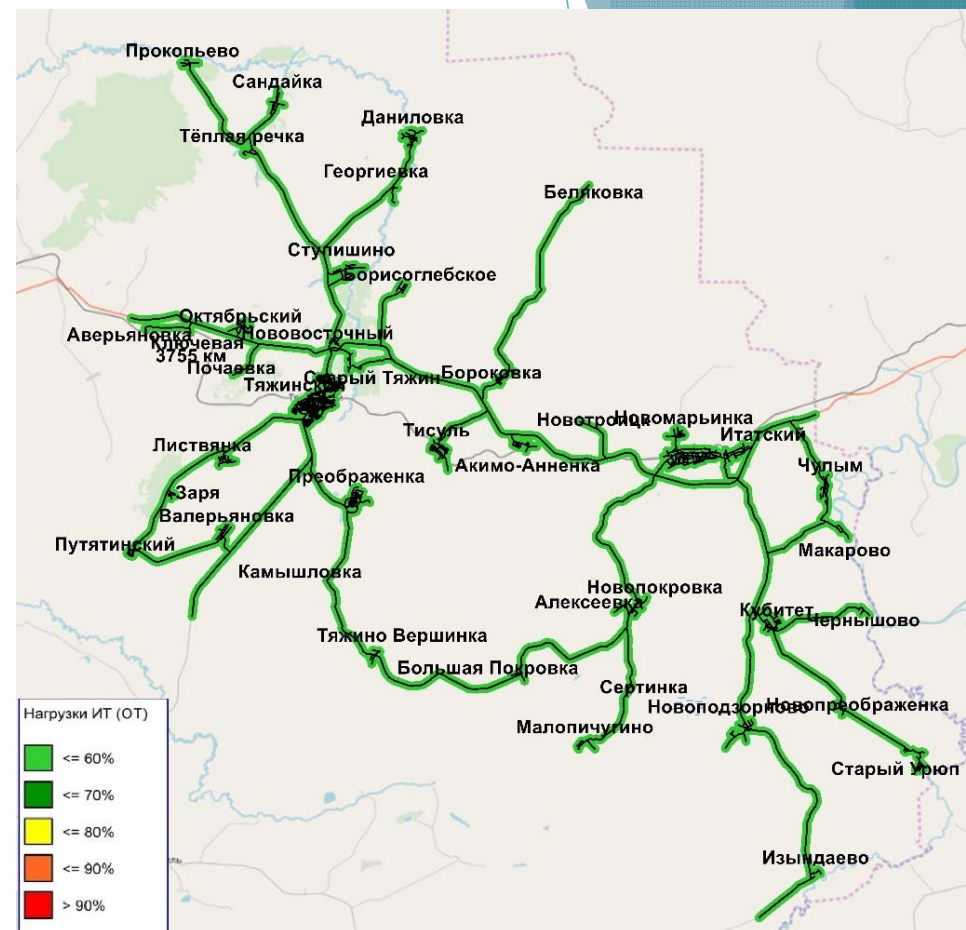 Прокопьево
Сандайка
Даниловка
Тёплая речка
Георгиевка
Беляковка
Ступишино
Борисоглебское
Октябрьский
Аверьяновка
Нововосточный
Ключевая
3755 км
Почаевка
Старый Тяжин
Бороковка
Тяжинский
Новотроицк
Новомарьинка
Тисуль
Итатский
Листвянка
Акимо-Анненка
Чулым
Преображенка
Заря
Валерьяновка
Путятинский
Макарово
Камышловка
Новопокровка
Алексеевка
Кубитет
Чернышово
Тяжино Вершинка
Большая Покровка
Сертинка
Новоподзорново
Новопреображенка
Малопичугино
Старый Урюп
Изындаево
Нагрузки ИТ (ОТ)
<= 60%
<= 70%
<= 80%
<= 90%
> 90%